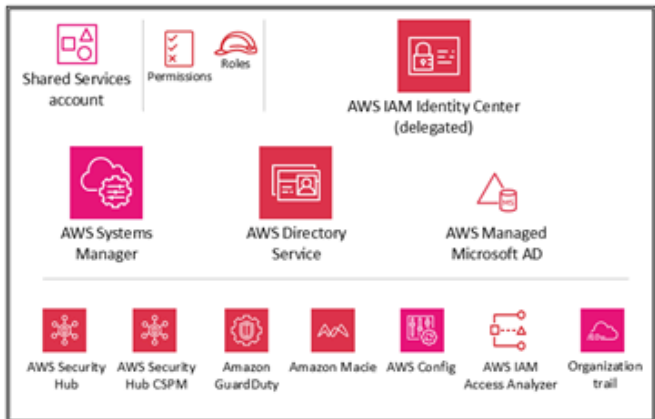 Shared Services
account
Permissions
Roles
AWS IAM Identity Center
(delegated)
AWS Systems
Manager
AWS Directory
Service
MS
AWS Managed
Microsoft AD
AWS Security
Hub
AWS Security
Hub CSPM
Amazon
GuardDuty
Amazon Macie
AWS Config
AWS IAM
Access Analyzer
Organization
trail